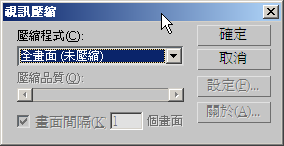 視訊壓縮
壓縮程式(C):
全畫面 (未壓縮)
壓縮品質(Q):
畫面間隔(K 1 個畫面
確定
取消
設定(P)...
關於(A)...